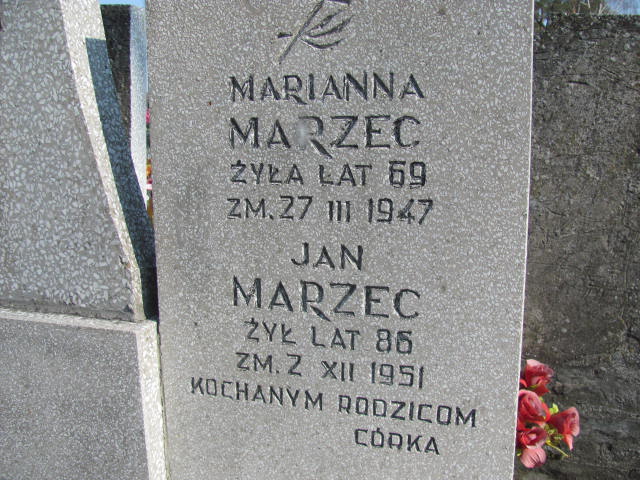 MARIANNA
MARZEC
ŻYŁA LAT 69
ZM. 27 III 1947
JAN
MARZEC
ŻYŁ LAT 86
ZM. 2 XII 1951
KOCHANYM RODZICOM
CÓRKA